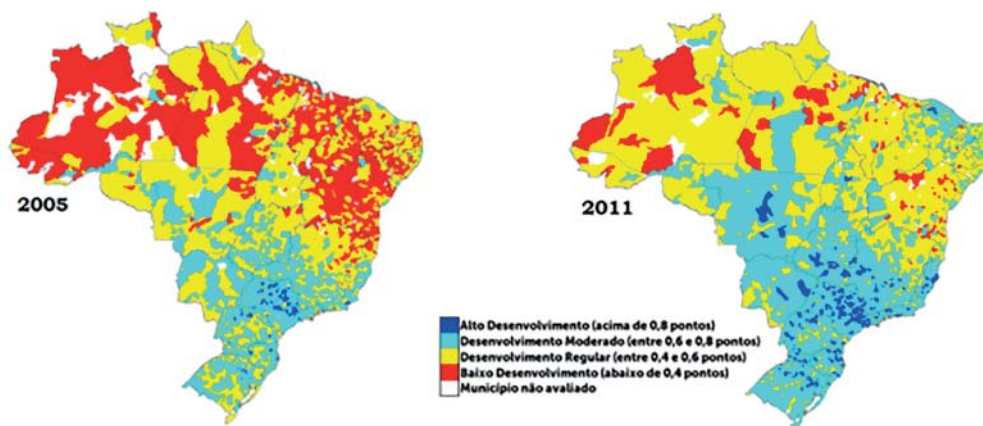 2005
2011
Alto Desenvolvimento (acima de 0,8 pontos)
Desenvolvimento Moderado (entre 0,6 e 0,8 pontos)
Desenvolvimento Regular (entre 0,4 e 0,6 pontos)
Baixo Desenvolvimento (abaixo de 0,4 pontos)
Município não avaliado